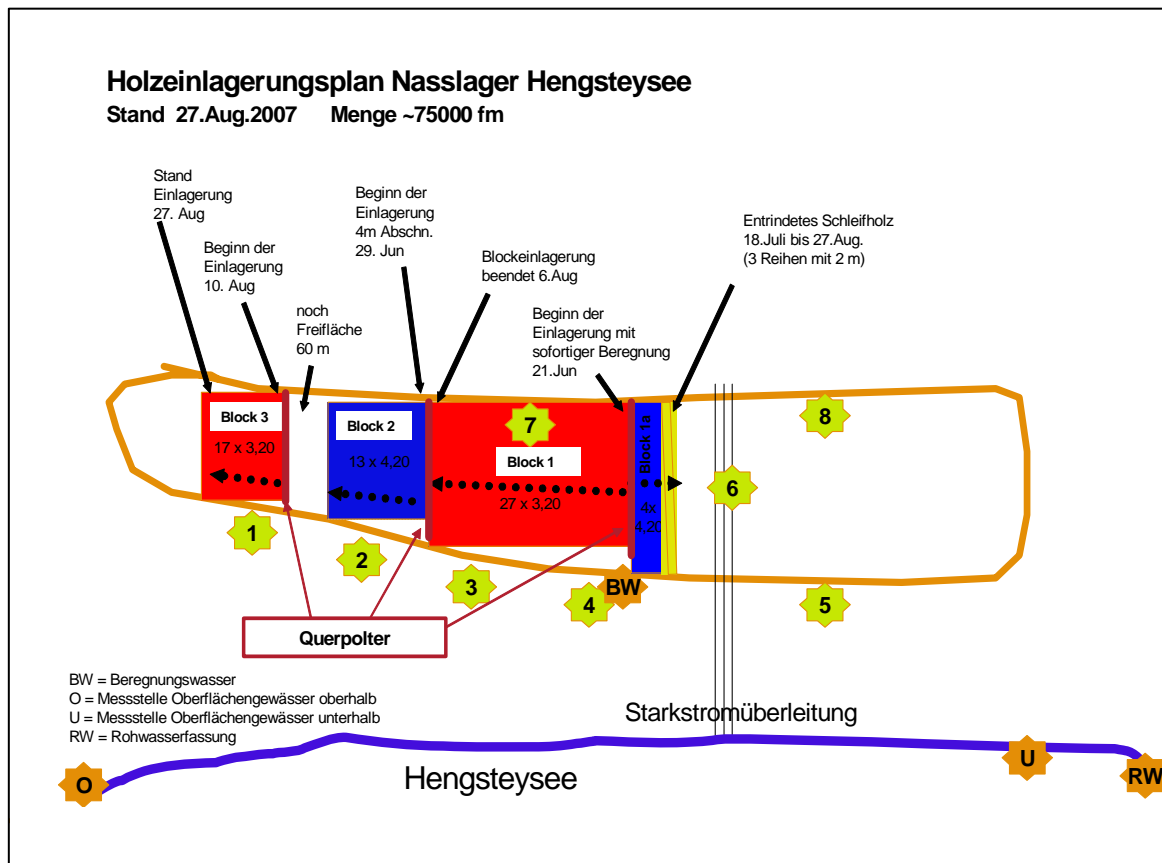 Holzeinlagerungsplan Nasslager Hengsteysee
Stand 27.Aug.2007 Menge ~75000 fm
Stand
Einlagerung
27. Aug
Beginn der
Einlagerung
10. Aug
noch
Freifläche
60 m
Beginn der
Einlagerung
4m Abschn.
29. Jun
Blockeinlagerung
beendet 6.Aug
Beginn der
Einlagerung mit
sofortiger Beregnung
21.Jun
Entrindetes Schleifholz
18.Juli bis 27.Aug.
(3 Reihen mit 2 m)
Block 3
17 x 3,20
Block 2
13 x 4,20
7
Block 1
27 x 3,20
Block 1a
4x
4,20
8
6
1
2
3
4
BW
5
Querpolter
BW = Beregnungswasser
O = Messstelle Oberflächengewässer oberhalb
U = Messstelle Oberflächengewässer unterhalb
RW = Rohwasserfassung
Starkstromüberleitung
Hengsteysee
O
U
RW